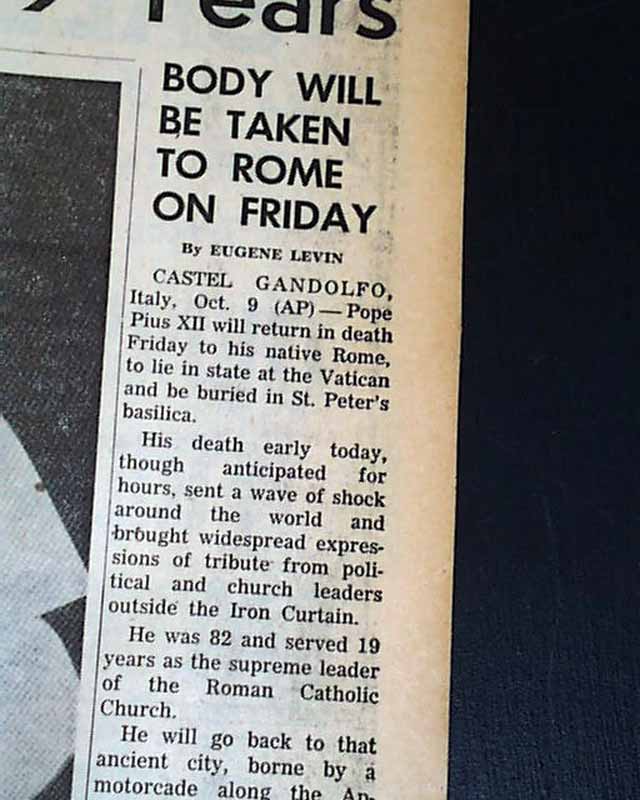 Years
BODY WILL
BE TAKEN
TO ROME
ON FRIDAY
By EUGENE LEVIN
CASTEL GANDOLFO,
Italy, Oct. 9 (AP) — Pope
Pius XII will return in death
Friday to his native Rome,
to lie in state at the Vatican
and be buried in St. Peter's
basilica.
His death early today,
though anticipated for
hours, sent a wave of shock
around the world and
brought widespread expres-
sions of tribute from poli-
tical and church leaders
outside the Iron Curtain.
He was 82 and served 19
years as the supreme leader
of the Roman Catholic
Church.
He will go back to that
ancient city, borne by a
motorcade along the Ap-